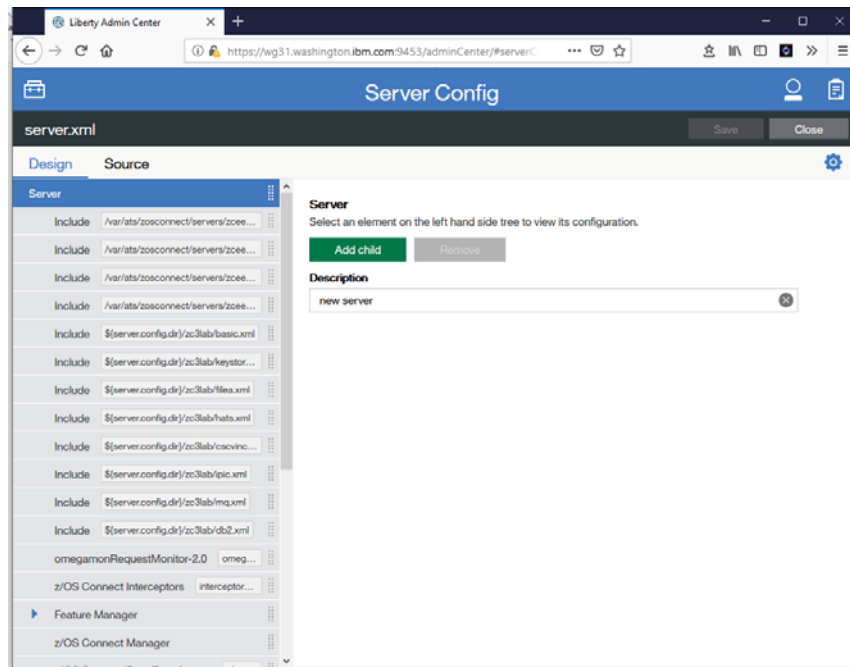 Liberty Admin Center
https://wg31.washington.ibm.com:9453/adminCenter/#server
Server Config
server.xml
Save
Close
Design
Source
Server
Include /var/ats/zosconnect/servers/zcee...
Include /var/ats/zosconnect/servers/zcee...
Include /var/ats/zosconnect/servers/zcee...
Include /var/ats/zosconnect/servers/zcee...
Include ${server.config.dir}/zc3lab/basic.xml
Include ${server.config.dir}/zc3lab/keystor...
Include ${server.config.dir}/zc3lab/filea.xml
Include ${server.config.dir}/zc3lab/hats.xml
Include ${server.config.dir}/zc3lab/cscvinc...
Include ${server.config.dir}/zc3lab/ipic.xml
Include ${server.config.dir}/zc3lab/mq.xml
Include ${server.config.dir}/zc3lab/db2.xml
omegamonRequestMonitor-2.0 omeg...
z/OS Connect Interceptors interceptor...
Feature Manager
z/OS Connect Manager
Server
Select an element on the left hand side tree to view its configuration.
Add child
Remove
Description
new server